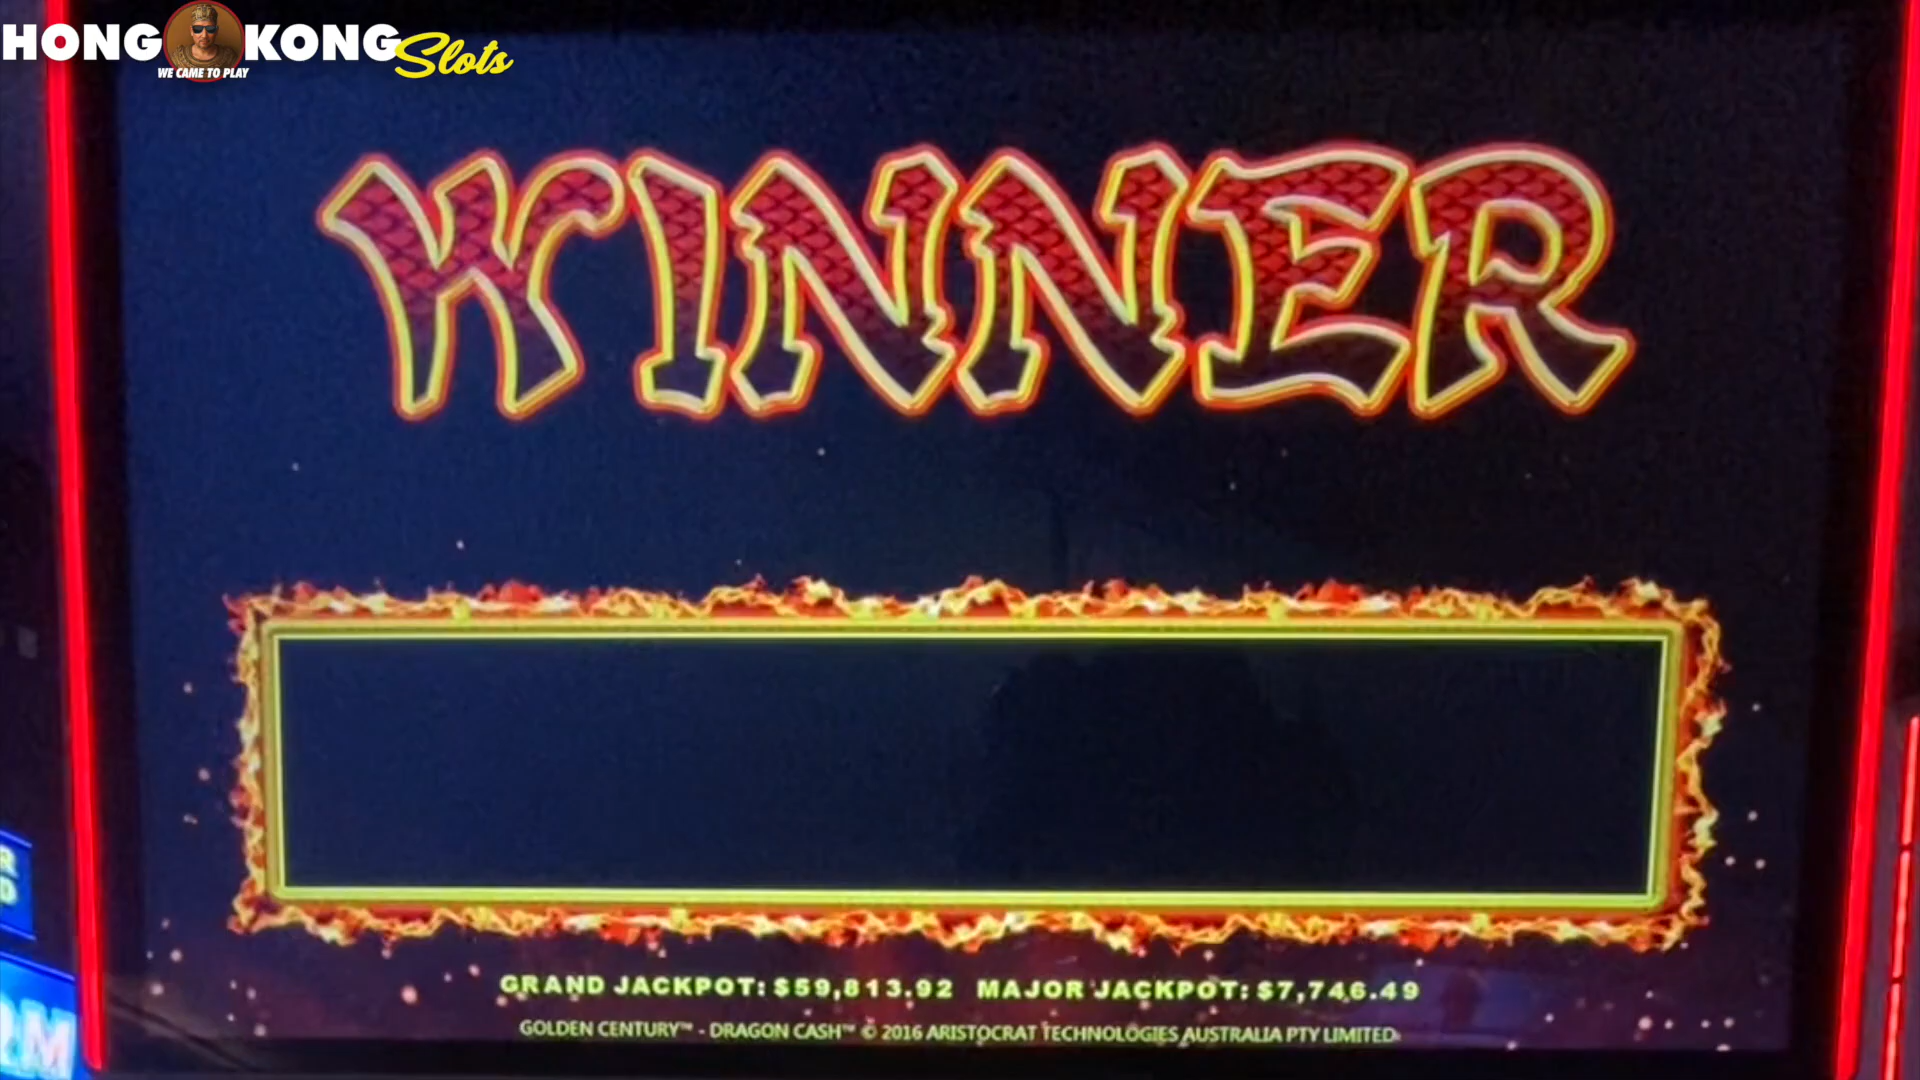 HONG KONG Slots
WE CAME TO PLAY
WINNER
GRAND JACKPOT: $59,813.92 MAJOR JACKPOT: $7,746.49
GOLDEN CENTURY™ - DRAGON CASH™ © 2016 ARISTOCRAT TECHNOLOGIES AUSTRALIA PTY LIMITED